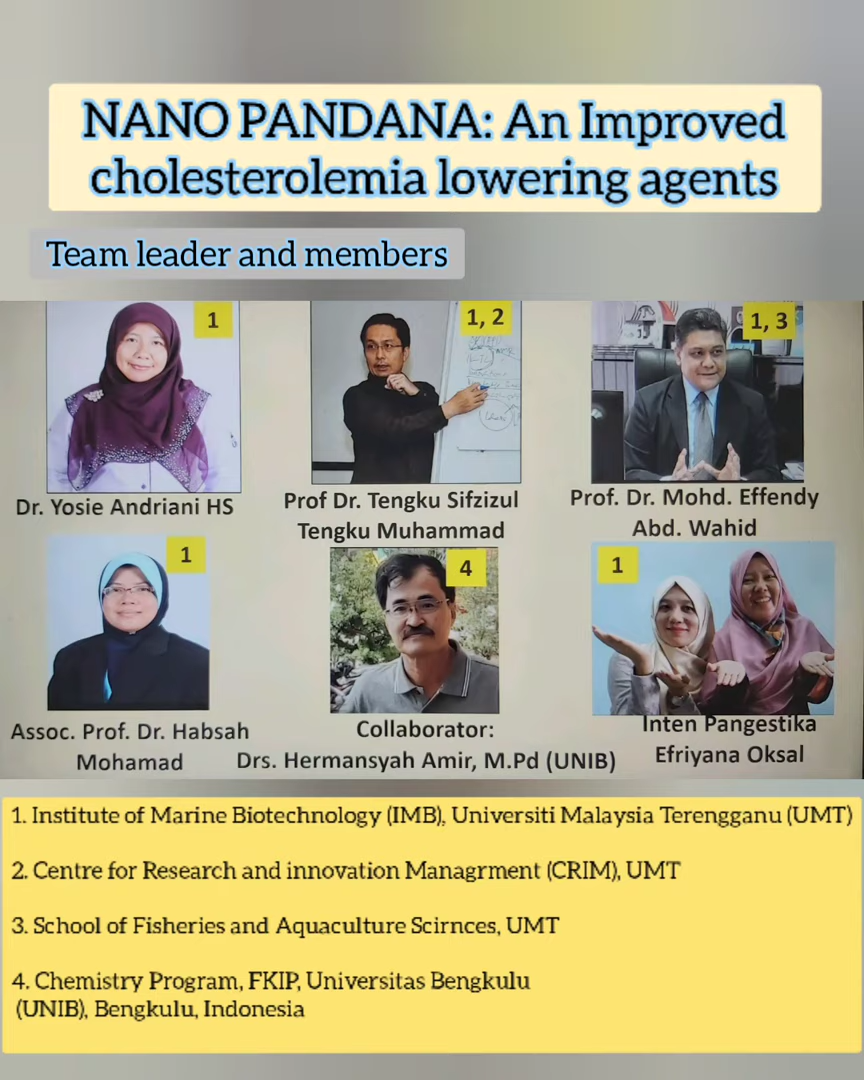 NANO PANDANA: An Improved
cholesterolemia lowering agents
Team leader and members
1
1, 2
1, 3
Dr. Yosie Andriani HS
Prof Dr. Tengku Sifzizul
Tengku Muhammad
Prof. Dr. Mohd. Effendy
Abd. Wahid
1
4
1
Assoc. Prof. Dr. Habsah
Mohamad
Collaborator:
Drs. Hermansyah Amir, M.Pd (UNIB)
Inten Pangestika
Efriyana Oksal
1. Institute of Marine Biotechnology (IMB), Universiti Malaysia Terengganu (UMT)
2. Centre for Research and innovation Managrment (CRIM), UMT
3. School of Fisheries and Aquaculture Scirnces, UMT
4. Chemistry Program, FKIP, Universitas Bengkulu
(UNIB), Bengkulu, Indonesia